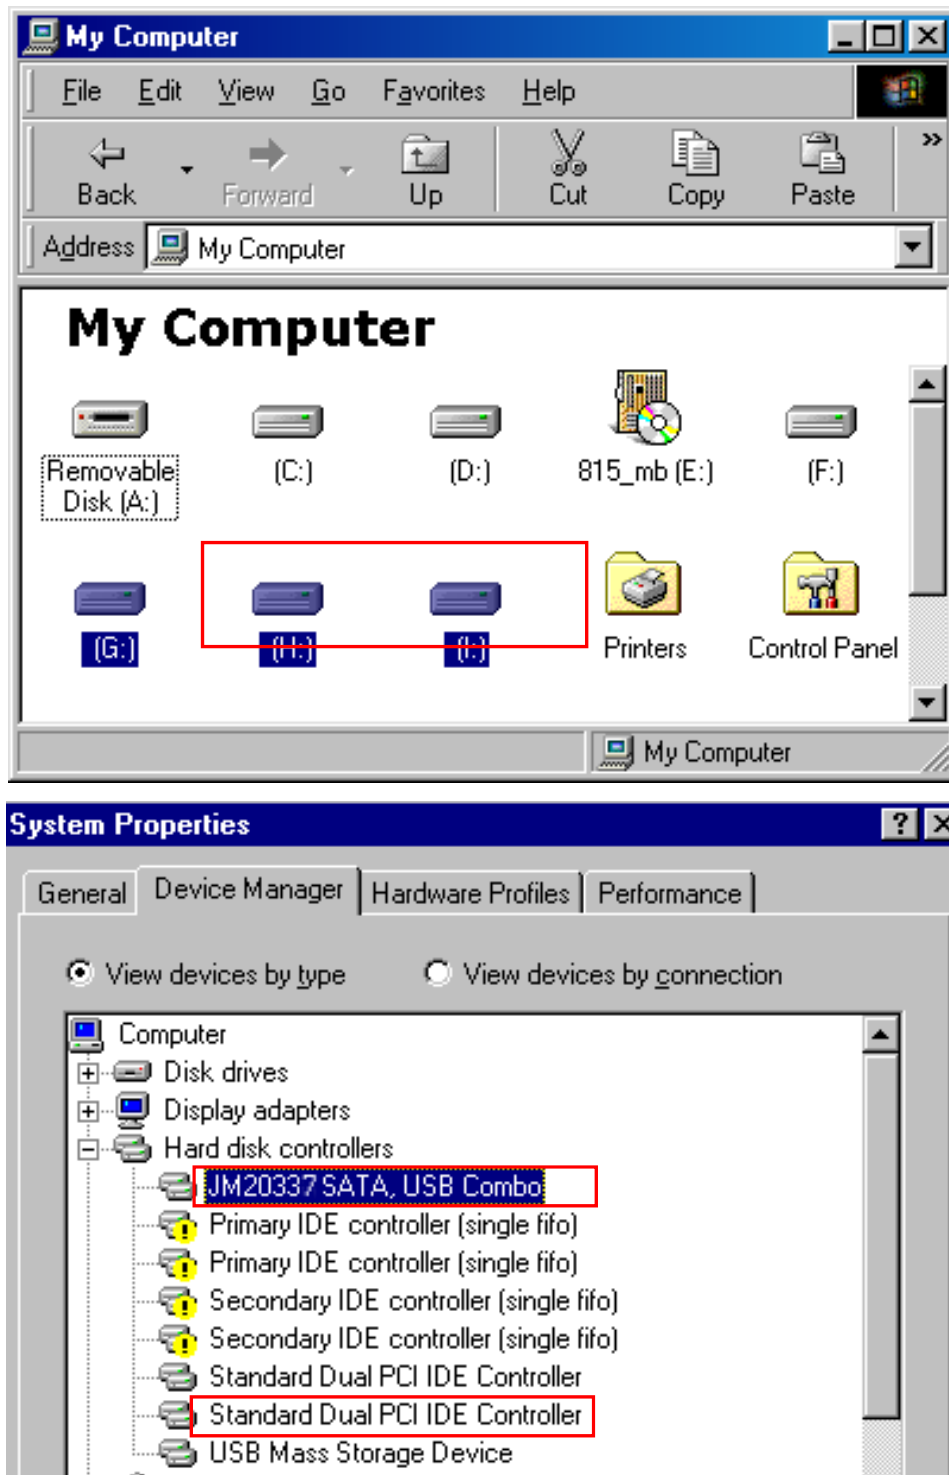 My Computer
File Edit View Go Favorites Help
Back Forward Up Cut Copy Paste »
Address My Computer
My Computer
Removable Disk (A:) (C:) (D:) 815_mb (E:) (F:)
(G:) (H:) (I:) Printers Control Panel
My Computer
System Properties
General Device Manager Hardware Profiles Performance
View devices by type View devices by connection
Computer
Disk drives
Display adapters
Hard disk controllers
JM20337 SATA, USB Combo
Primary IDE controller (single fifo)
Primary IDE controller (single fifo)
Secondary IDE controller (single fifo)
Secondary IDE controller (single fifo)
Standard Dual PCI IDE Controller
Standard Dual PCI IDE Controller
USB Mass Storage Device